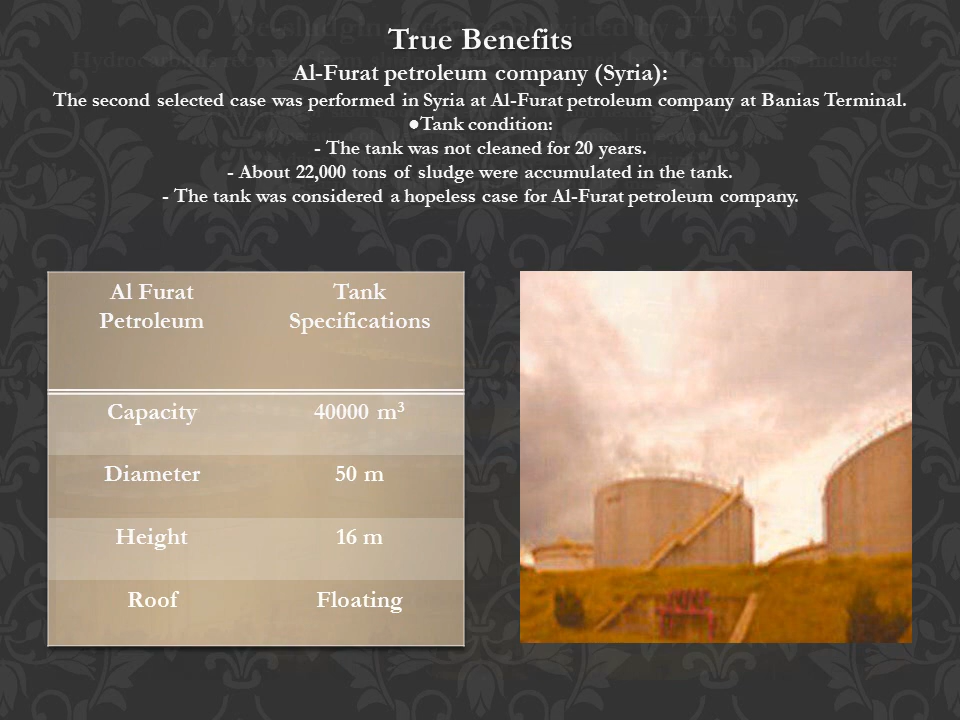 True Benefits
Al-Furat petroleum company (Syria):
The second selected case was performed in Syria at Al-Furat petroleum company at Banias Terminal.
●Tank condition:
- The tank was not cleaned for 20 years.
- About 22,000 tons of sludge were accumulated in the tank.
- The tank was considered a hopeless case for Al-Furat petroleum company.
Al Furat Petroleum Tank Specifications
Capacity 40000 m³
Diameter 50 m
Height 16 m
Roof Floating